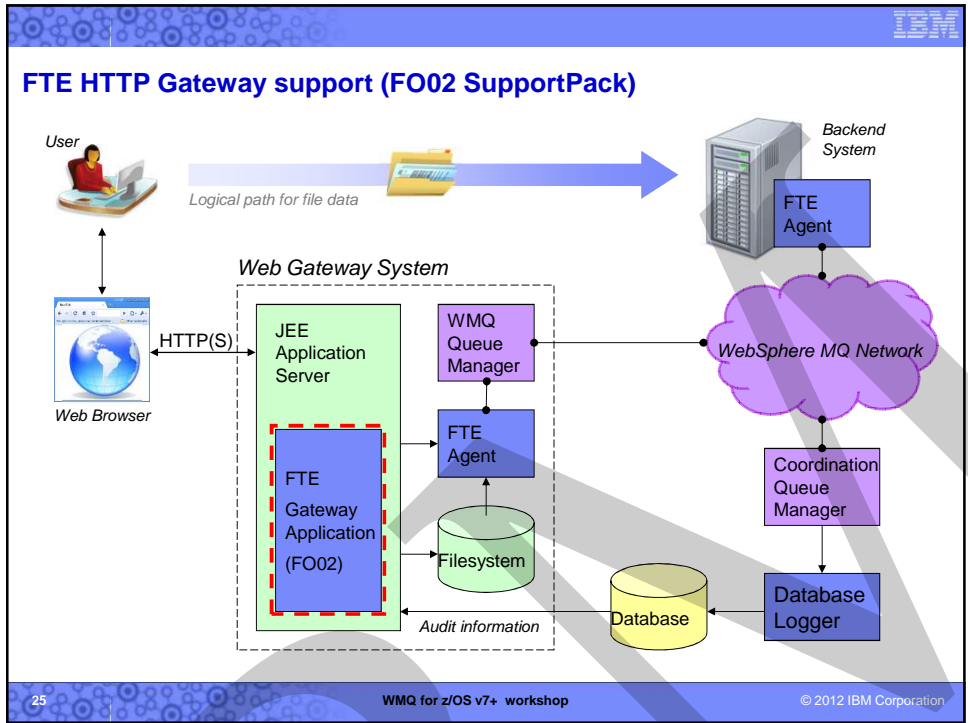 IBM
FTE HTTP Gateway support (FO02 SupportPack)
User
Logical path for file data
Backend
System
FTE
Agent
Web Gateway System
JEE
Application
Server
WMQ
Queue
Manager
HTTP(S)
WebSphere MQ Network
Web Browser
FTE
Agent
FTE
Gateway
Application
(FO02)
Filesystem
Coordination
Queue
Manager
Database
Logger
Database
Audit information
25
WMQ for z/OS v7+ workshop
© 2012 IBM Corporation